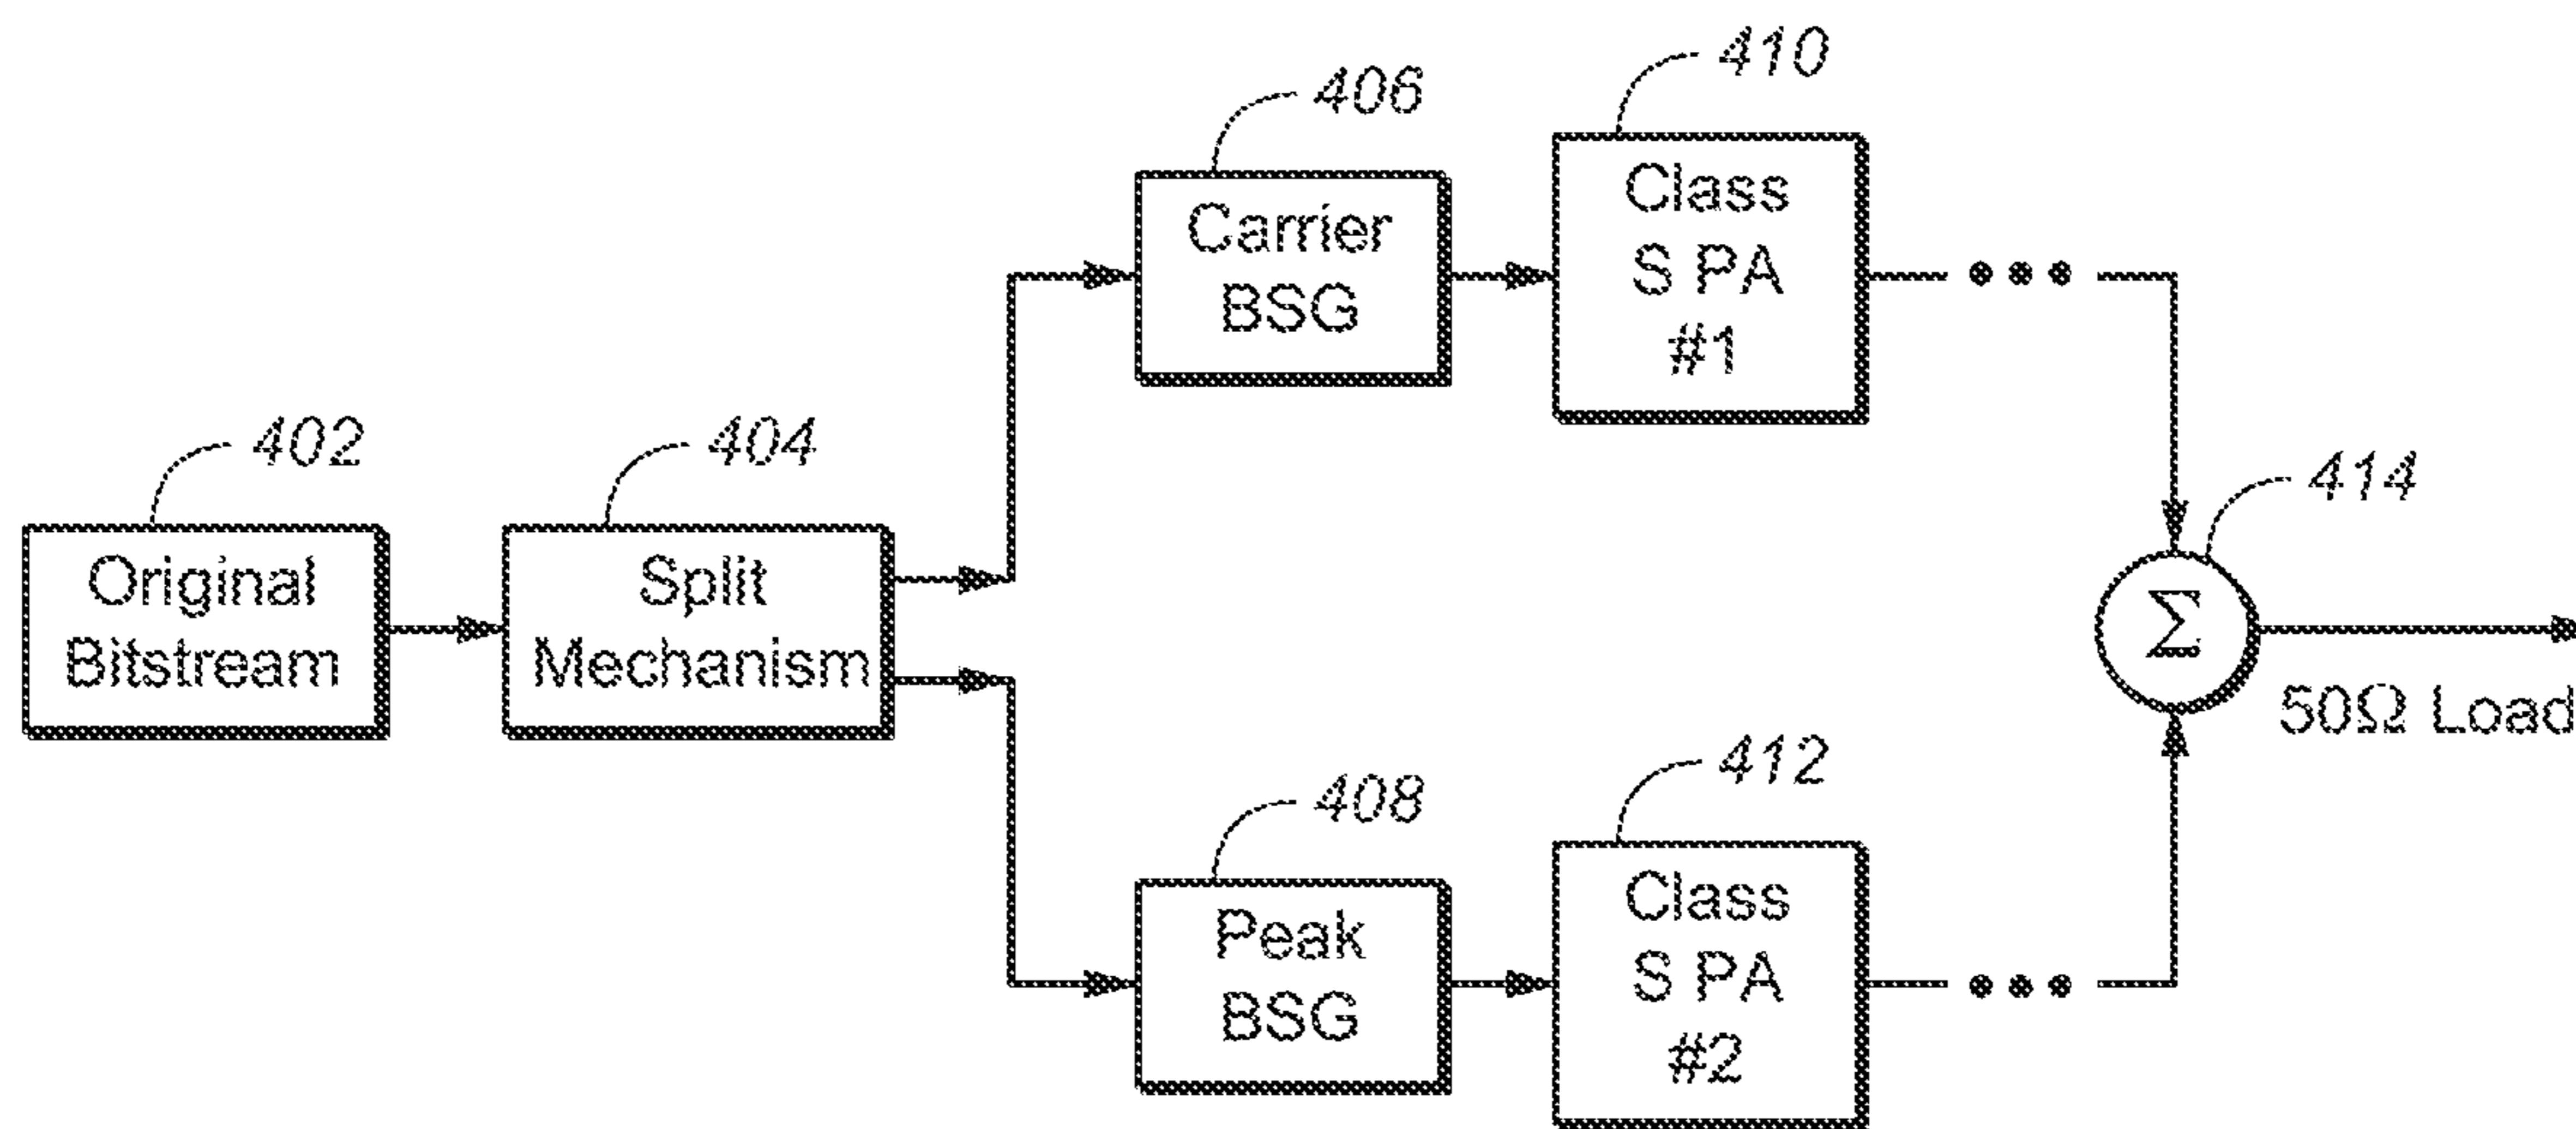 402
Original
Bitstream
404
Split
Mechanism
406
Carrier
BSG
410
Class
S PA
#1
408
Peak
BSG
412
Class
S PA
#2
414
Σ
50Ω Load